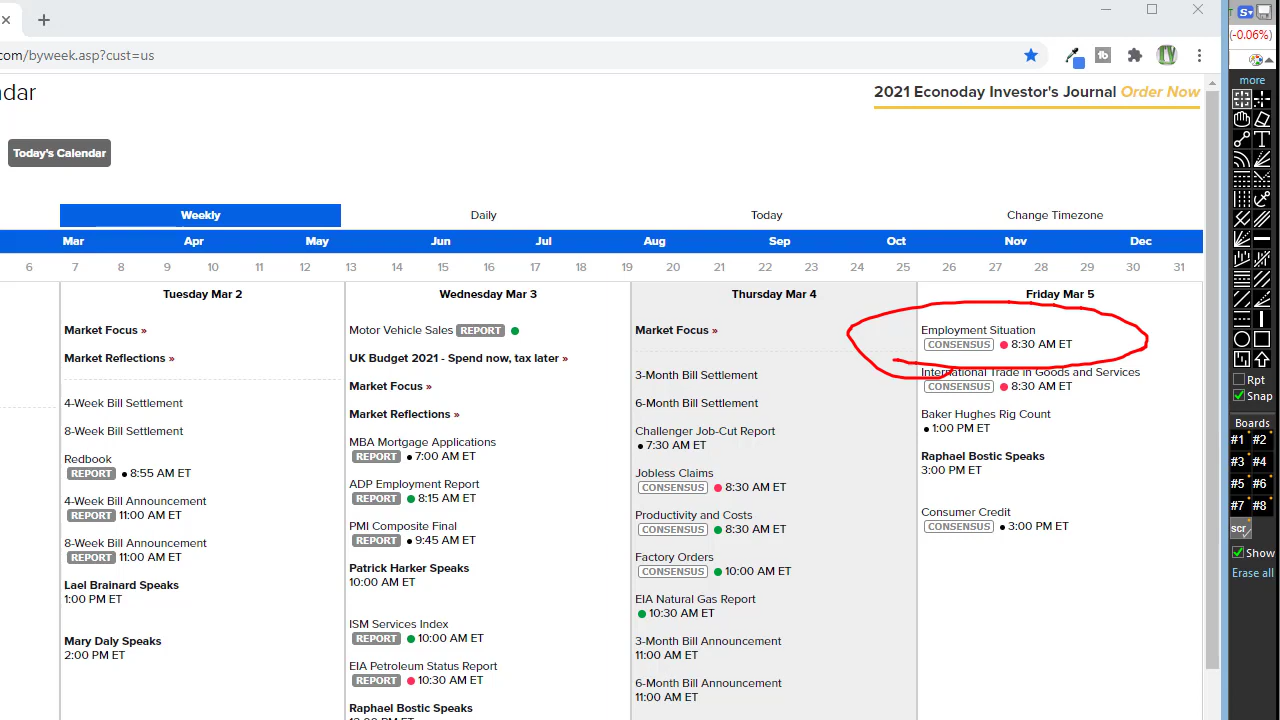 T S
(-0.06%)
com/byweek.asp?cust=us
dar
2021 Econoday Investor's Journal Order Now
Today's Calendar
Weekly Daily Today Change Timezone
Mar Apr May Jun Jul Aug Sep Oct Nov Dec
6 7 8 9 10 11 12 13 14 15 16 17 18 19 20 21 22 23 24 25 26 27 28 29 30 31
Tuesday Mar 2
Market Focus »
Market Reflections »
4-Week Bill Settlement
8-Week Bill Settlement
Redbook
REPORT 8:55 AM ET
4-Week Bill Announcement
REPORT 11:00 AM ET
8-Week Bill Announcement
REPORT 11:00 AM ET
Lael Brainard Speaks
1:00 PM ET
Mary Daly Speaks
2:00 PM ET
Wednesday Mar 3
Motor Vehicle Sales REPORT
UK Budget 2021 - Spend now, tax later »
Market Focus »
Market Reflections »
MBA Mortgage Applications
REPORT 7:00 AM ET
ADP Employment Report
REPORT 8:15 AM ET
PMI Composite Final
REPORT 9:45 AM ET
Patrick Harker Speaks
10:00 AM ET
ISM Services Index
REPORT 10:00 AM ET
EIA Petroleum Status Report
REPORT 10:30 AM ET
Raphael Bostic Speaks
Thursday Mar 4
Market Focus »
3-Month Bill Settlement
6-Month Bill Settlement
Challenger Job-Cut Report
7:30 AM ET
Jobless Claims
CONSENSUS 8:30 AM ET
Productivity and Costs
CONSENSUS 8:30 AM ET
Factory Orders
CONSENSUS 10:00 AM ET
EIA Natural Gas Report
10:30 AM ET
3-Month Bill Announcement
11:00 AM ET
6-Month Bill Announcement
11:00 AM ET
Friday Mar 5
Employment Situation
CONSENSUS 8:30 AM ET
International Trade in Goods and Services
CONSENSUS 8:30 AM ET
Baker Hughes Rig Count
1:00 PM ET
Raphael Bostic Speaks
3:00 PM ET
Consumer Credit
CONSENSUS 3:00 PM ET
more
Rpt
Snap
Boards
#1 #2
#3 #4
#5 #6
#7 #8
scr
Show
Erase all